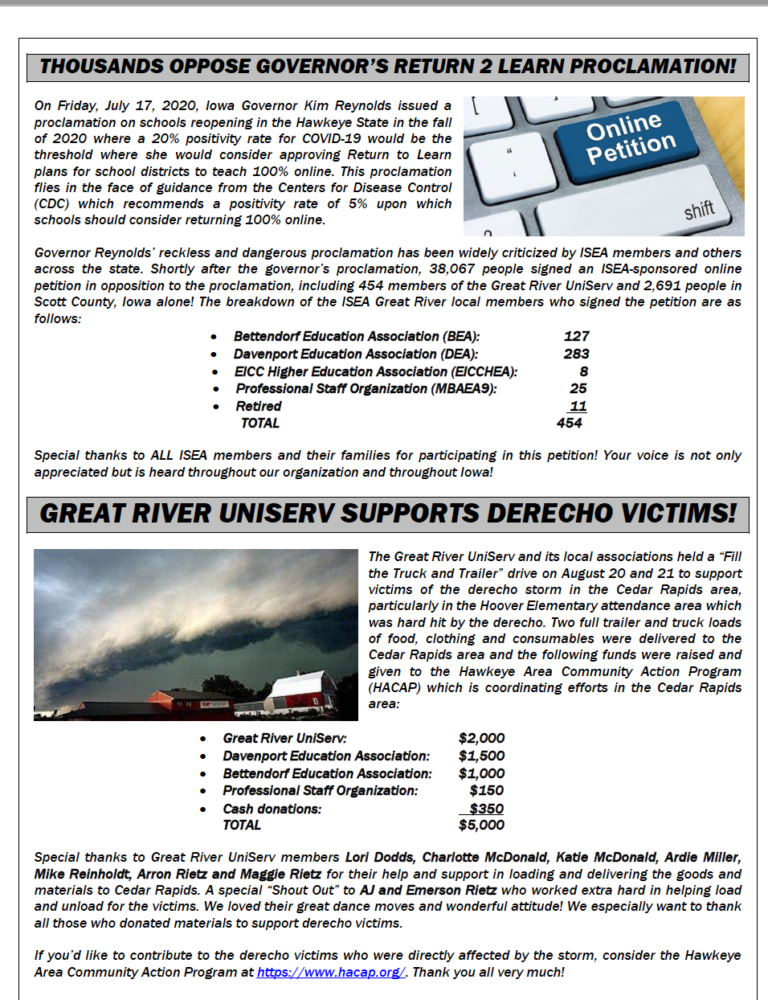 THOUSANDS OPPOSE GOVERNOR'S RETURN 2 LEARN PROCLAMATION!
On Friday, July 17, 2020, Iowa Governor Kim Reynolds issued a
proclamation on schools reopening in the Hawkeye State in the fall
of 2020 where a 20% positivity rate for COVID-19 would be the
threshold where she would consider approving Return to Learn
plans for school districts to teach 100% online. This proclamation
flies in the face of guidance from the Centers for Disease Control
(CDC) which recommends a positivity rate of 5% upon which
schools should consider returning 100% online.
Online
Petition
shift
Governor Reynolds' reckless and dangerous proclamation has been widely criticized by ISEA members and others
across the state. Shortly after the governor's proclamation, 38,067 people signed an ISEA-sponsored online
petition in opposition to the proclamation, including 454 members of the Great River UniServ and 2,691 people in
Scott County, Iowa alone! The breakdown of the ISEA Great River local members who signed the petition are as
follows:
• Bettendorf Education Association (BEA): 127
• Davenport Education Association (DEA): 283
• EICC Higher Education Association (EICCHEA): 8
• Professional Staff Organization (MBAEA9): 25
• Retired 11
TOTAL 454
Special thanks to ALL ISEA members and their families for participating in this petition! Your voice is not only
appreciated but is heard throughout our organization and throughout Iowa!
GREAT RIVER UNISERV SUPPORTS DERECHO VICTIMS!
The Great River UniServ and its local associations held a “Fill
the Truck and Trailer” drive on August 20 and 21 to support
victims of the derecho storm in the Cedar Rapids area,
particularly in the Hoover Elementary attendance area which
was hard hit by the derecho. Two full trailer and truck loads
of food, clothing and consumables were delivered to the
Cedar Rapids area and the following funds were raised and
given to the Hawkeye Area Community Action Program
(HACAP) which is coordinating efforts in the Cedar Rapids
area:
• Great River UniServ: $2,000
• Davenport Education Association: $1,500
• Bettendorf Education Association: $1,000
• Professional Staff Organization: $150
• Cash donations: $350
TOTAL $5,000
Special thanks to Great River UniServ members Lori Dodds, Charlotte McDonald, Katie McDonald, Ardie Miller,
Mike Reinholdt, Arron Rietz and Maggie Rietz for their help and support in loading and delivering the goods and
materials to Cedar Rapids. A special “Shout Out” to AJ and Emerson Rietz who worked extra hard in helping load
and unload for the victims. We loved their great dance moves and wonderful attitude! We especially want to thank
all those who donated materials to support derecho victims.
If you'd like to contribute to the derecho victims who were directly affected by the storm, consider the Hawkeye
Area Community Action Program at https://www.hacap.org/. Thank you all very much!